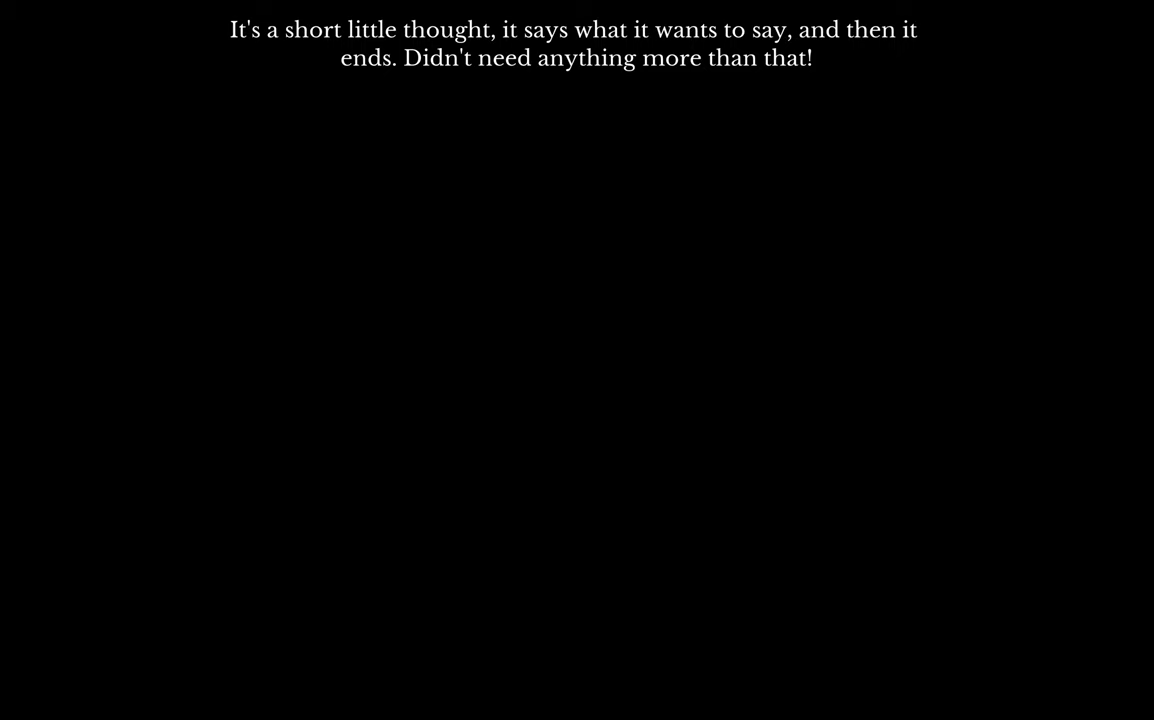 It's a short little thought, it says what it wants to say, and then it
ends. Didn't need anything more than that!